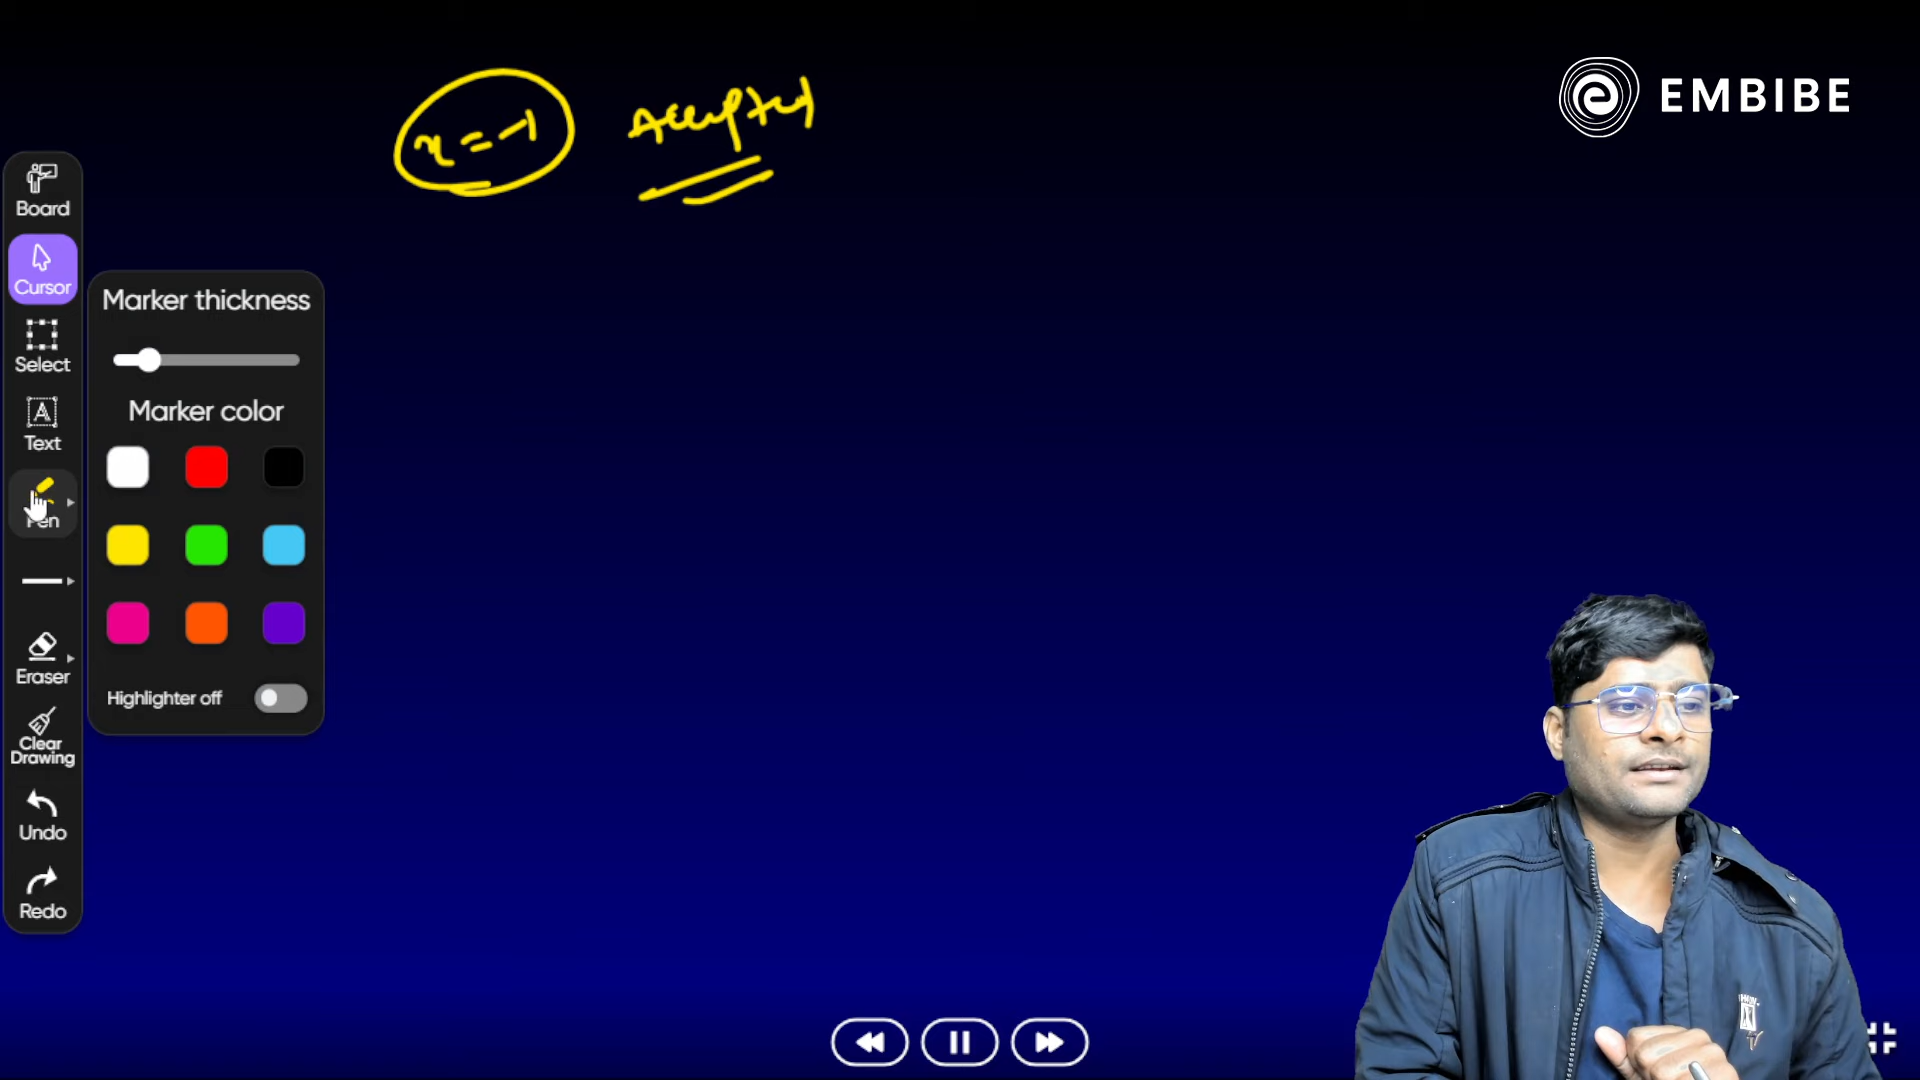 x = -1 Accepted
EMBIBE
Board
Cursor
Select
Text
Pen
Eraser
Clear
Drawing
Undo
Redo
Marker thickness
Marker color
Highlighter off